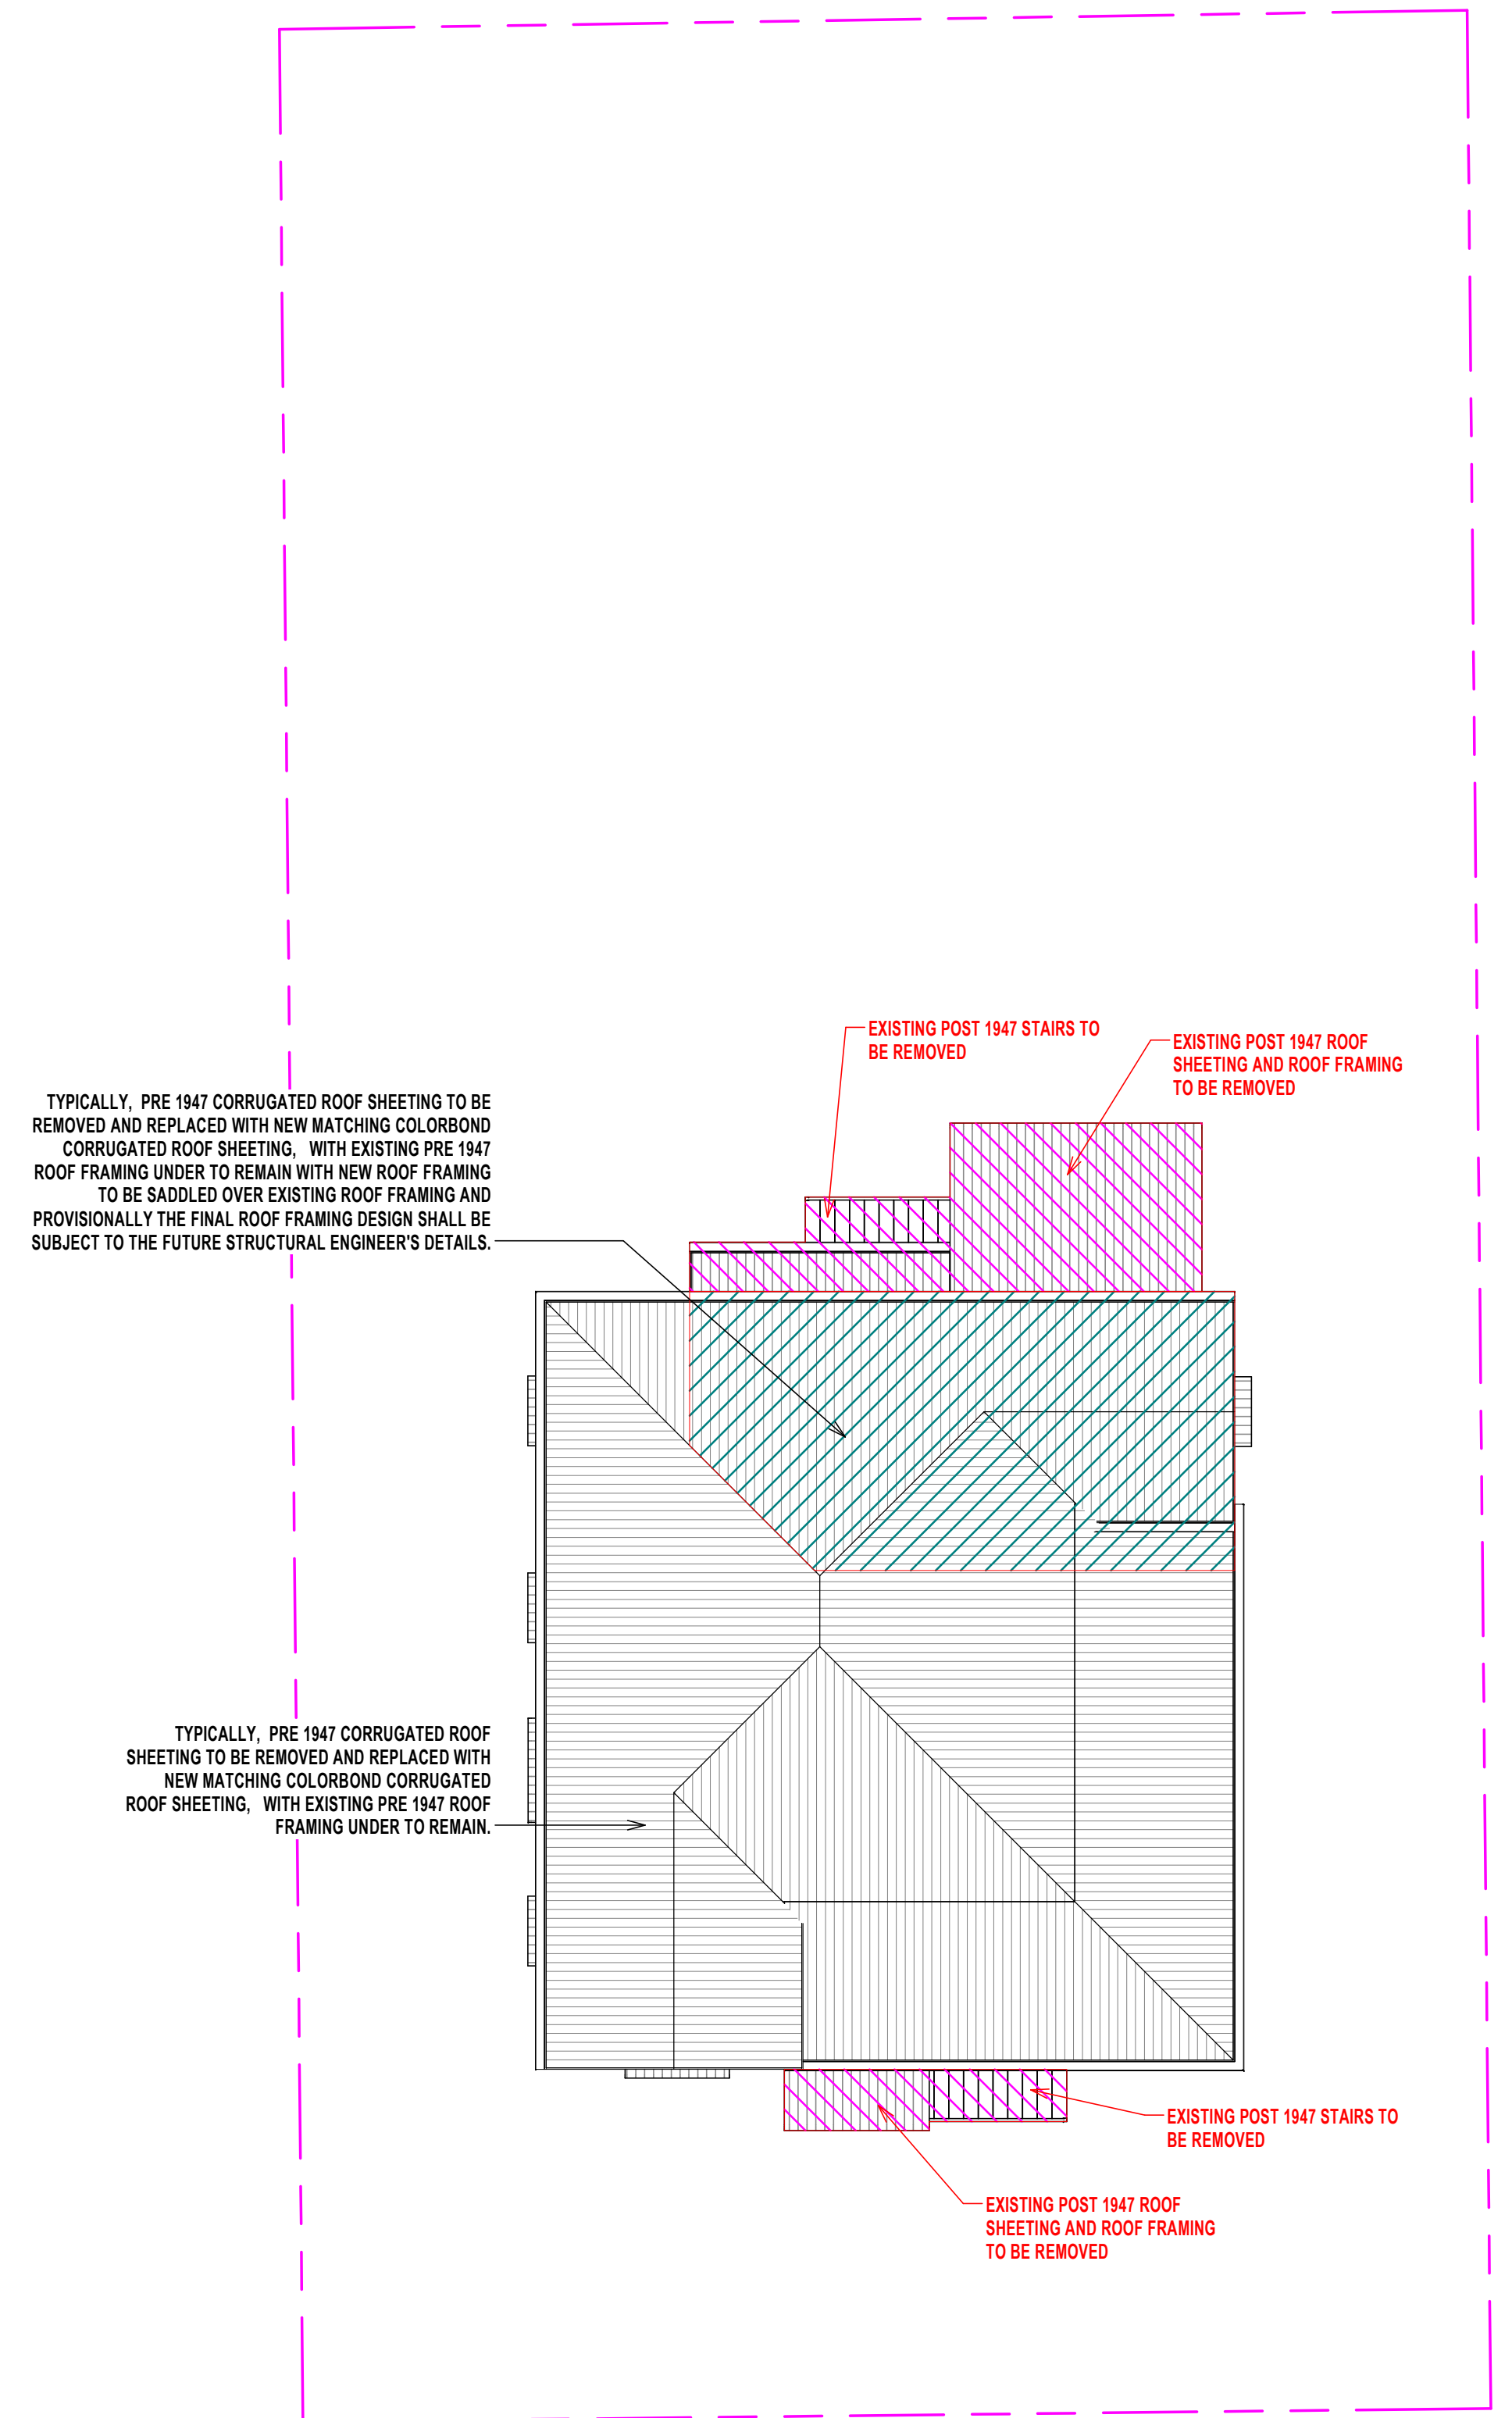 EXISTING POST 1947 STAIRS TO
BE REMOVED
EXISTING POST 1947 ROOF
SHEETING AND ROOF FRAMING
TO BE REMOVED
TYPICALLY,  PRE 1947 CORRUGATED ROOF SHEETING TO BE
REMOVED AND REPLACED WITH NEW MATCHING COLORBOND
CORRUGATED ROOF SHEETING,   WITH EXISTING PRE 1947
ROOF FRAMING UNDER TO REMAIN WITH NEW ROOF FRAMING
TO BE SADDLED OVER EXISTING ROOF FRAMING AND
PROVISIONALLY THE FINAL ROOF FRAMING DESIGN SHALL BE
SUBJECT TO THE FUTURE STRUCTURAL ENGINEER'S DETAILS.
TYPICALLY,  PRE 1947 CORRUGATED ROOF
SHEETING TO BE REMOVED AND REPLACED WITH
NEW MATCHING COLORBOND CORRUGATED
ROOF SHEETING,   WITH EXISTING PRE 1947 ROOF
FRAMING UNDER TO REMAIN.
EXISTING POST 1947 STAIRS TO
BE REMOVED
EXISTING POST 1947 ROOF
SHEETING AND ROOF FRAMING
TO BE REMOVED